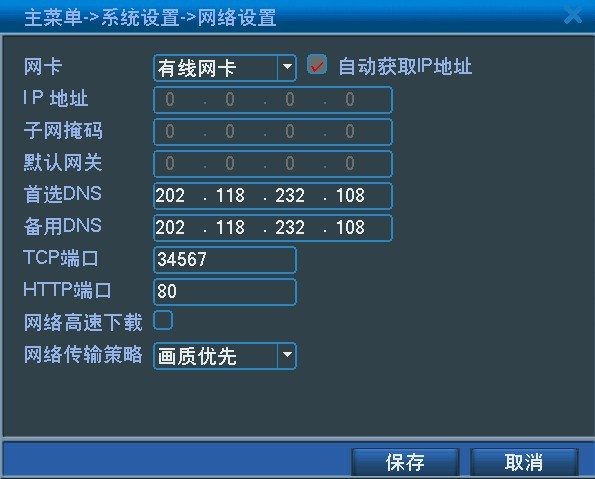 主菜单->系统设置->网络设置
网卡 有线网卡 自动获取IP地址
IP 地址 0 . 0 . 0 . 0
子网掩码 0 . 0 . 0 . 0
默认网关 0 . 0 . 0 . 0
首选DNS 202 . 118 . 232 . 108
备用DNS 202 . 118 . 232 . 108
TCP端口 34567
HTTP端口 80
网络高速下载
网络传输策略 画质优先
保存 取消